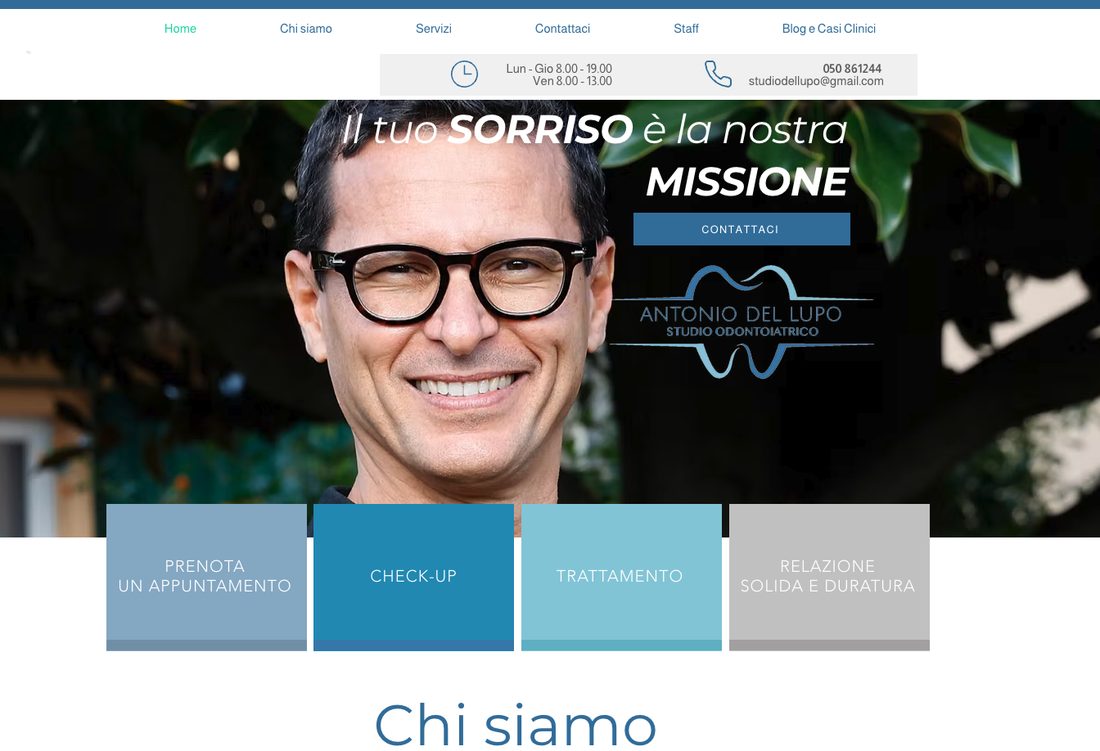 Home
Chi siamo
Servizi
Contattaci
Staff
Blog e Casi Clinici
Lun - Gio 8.00 - 19.00
Ven 8.00 - 13.00
050 861244
studiodellupo@gmail.com
Il tuo SORRISO è la nostra
MISSIONE
CONTATTACI
ANTONIO DEL LUPO
STUDIO ODONTOIATRICO
PRENOTA
UN APPUNTAMENTO
CHECK-UP
TRATTAMENTO
RELAZIONE
SOLIDA E DURATURA
Chi siamo